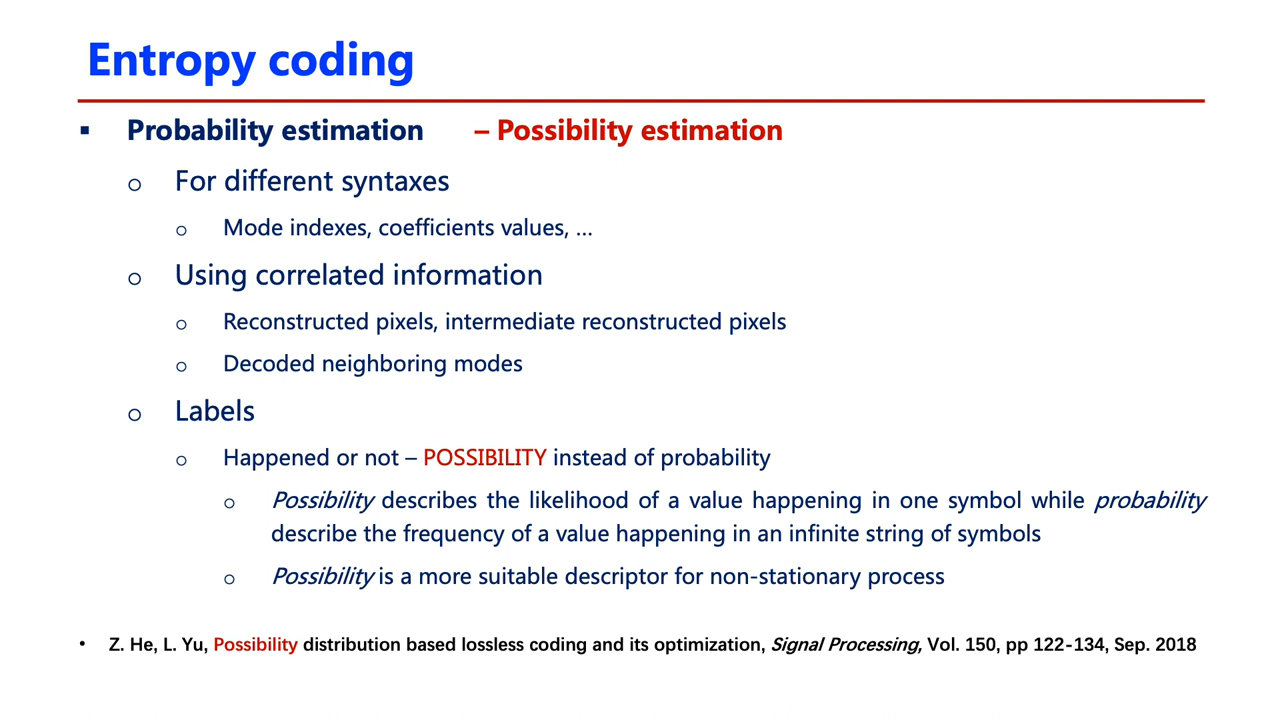 Entropy coding
▪ Probability estimation – Possibility estimation
o For different syntaxes
o Mode indexes, coefficients values, ...
o Using correlated information
o Reconstructed pixels, intermediate reconstructed pixels
o Decoded neighboring modes
o Labels
o Happened or not – POSSIBILITY instead of probability
o Possibility describes the likelihood of a value happening in one symbol while probability
describe the frequency of a value happening in an infinite string of symbols
o Possibility is a more suitable descriptor for non-stationary process
• Z. He, L. Yu, Possibility distribution based lossless coding and its optimization, Signal Processing, Vol. 150, pp 122-134, Sep. 2018